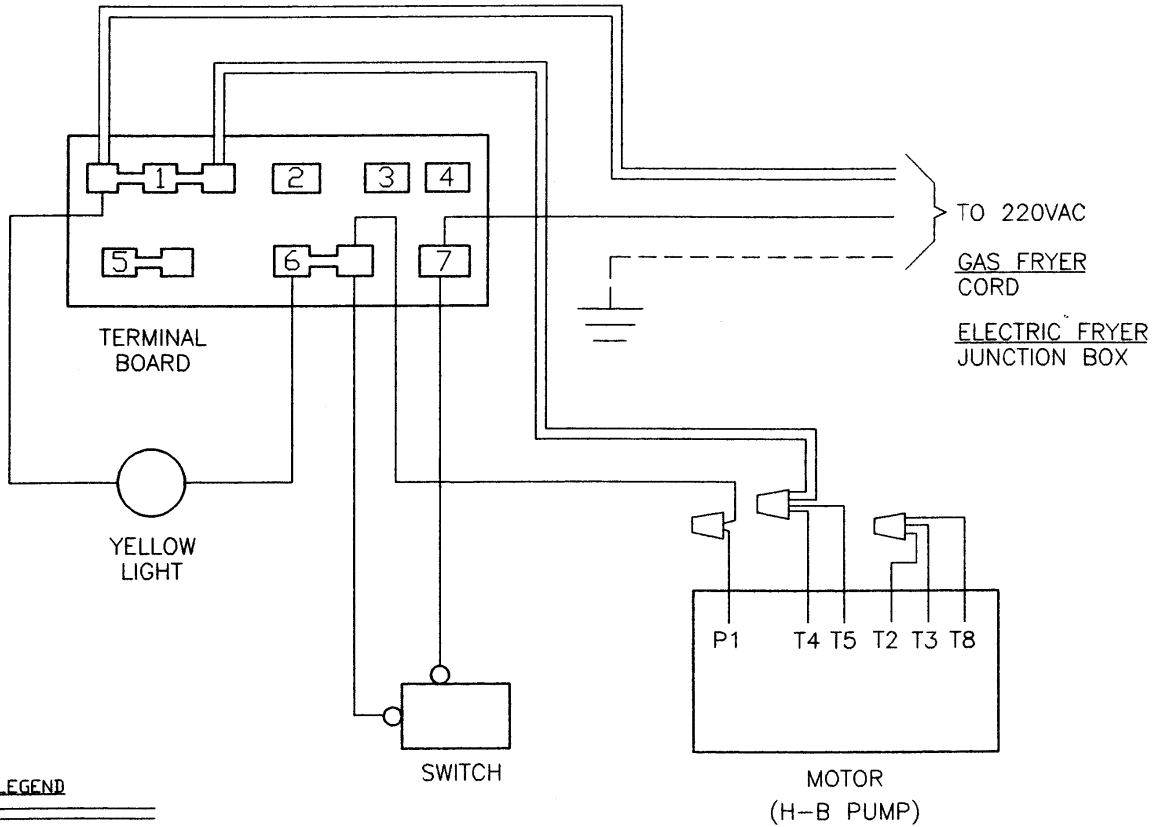 1
2
3
4
TO 220VAC
5
6
7
GAS FRYER
CORD
TERMINAL
BOARD
ELECTRIC FRYER
JUNCTION BOX
YELLOW
LIGHT
P1 T4 T5 T2 T3 T8
SWITCH
MOTOR
(H-B PUMP)
EGEND